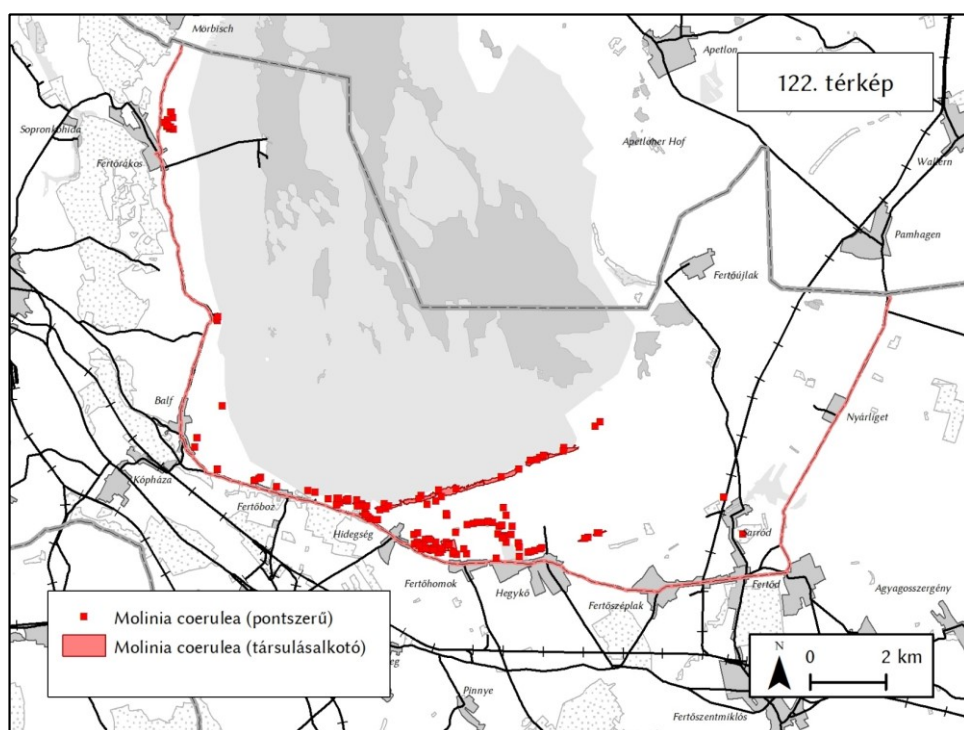 Mörbisch
Apetlon
122. térkép
Sopronkőhida
Fertőrákos
Apetloner Hof
Wallern
Pamhagen
Fertőújlak
Balf
Nyárliget
Kópháza
Fertőboz
Hidegség
Sarród
Fertőhomok
Hegykő
Fertőd
Fertőszéplak
Agyagosszergény
Molinia coerulea (pontszerű)
Molinia coerulea (társulásalkotó)
N
0 2 km
Pinnye
Fertőszentmiklós